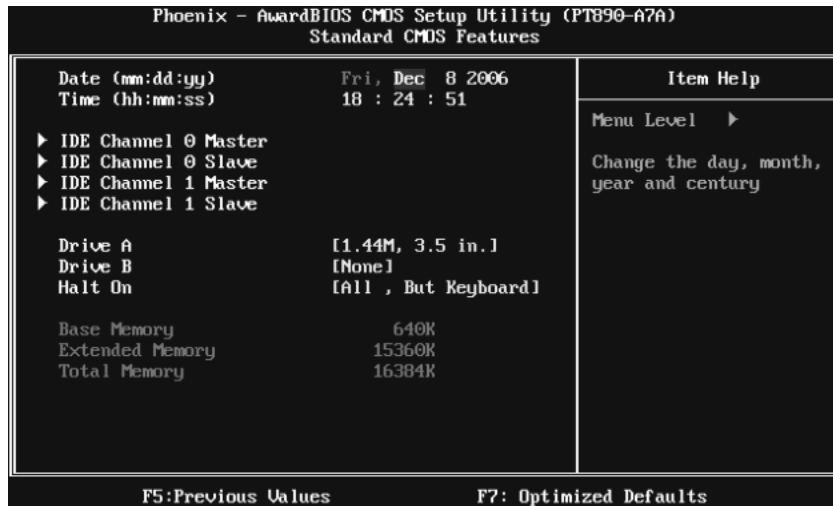 Phoenix - AwardBIOS CMOS Setup Utility (PT890-A7A)
Standard CMOS Features
Date (mm:dd:yy) Fri, Dec 8 2006
Time (hh:mm:ss) 18 : 24 : 51
IDE Channel 0 Master
IDE Channel 0 Slave
IDE Channel 1 Master
IDE Channel 1 Slave
Drive A [1.44M, 3.5 in.]
Drive B [None]
Halt On [All , But Keyboard]
Base Memory 640K
Extended Memory 15360K
Total Memory 16384K
Item Help
Menu Level
Change the day, month,
year and century
F5:Previous Values F7: Optimized Defaults